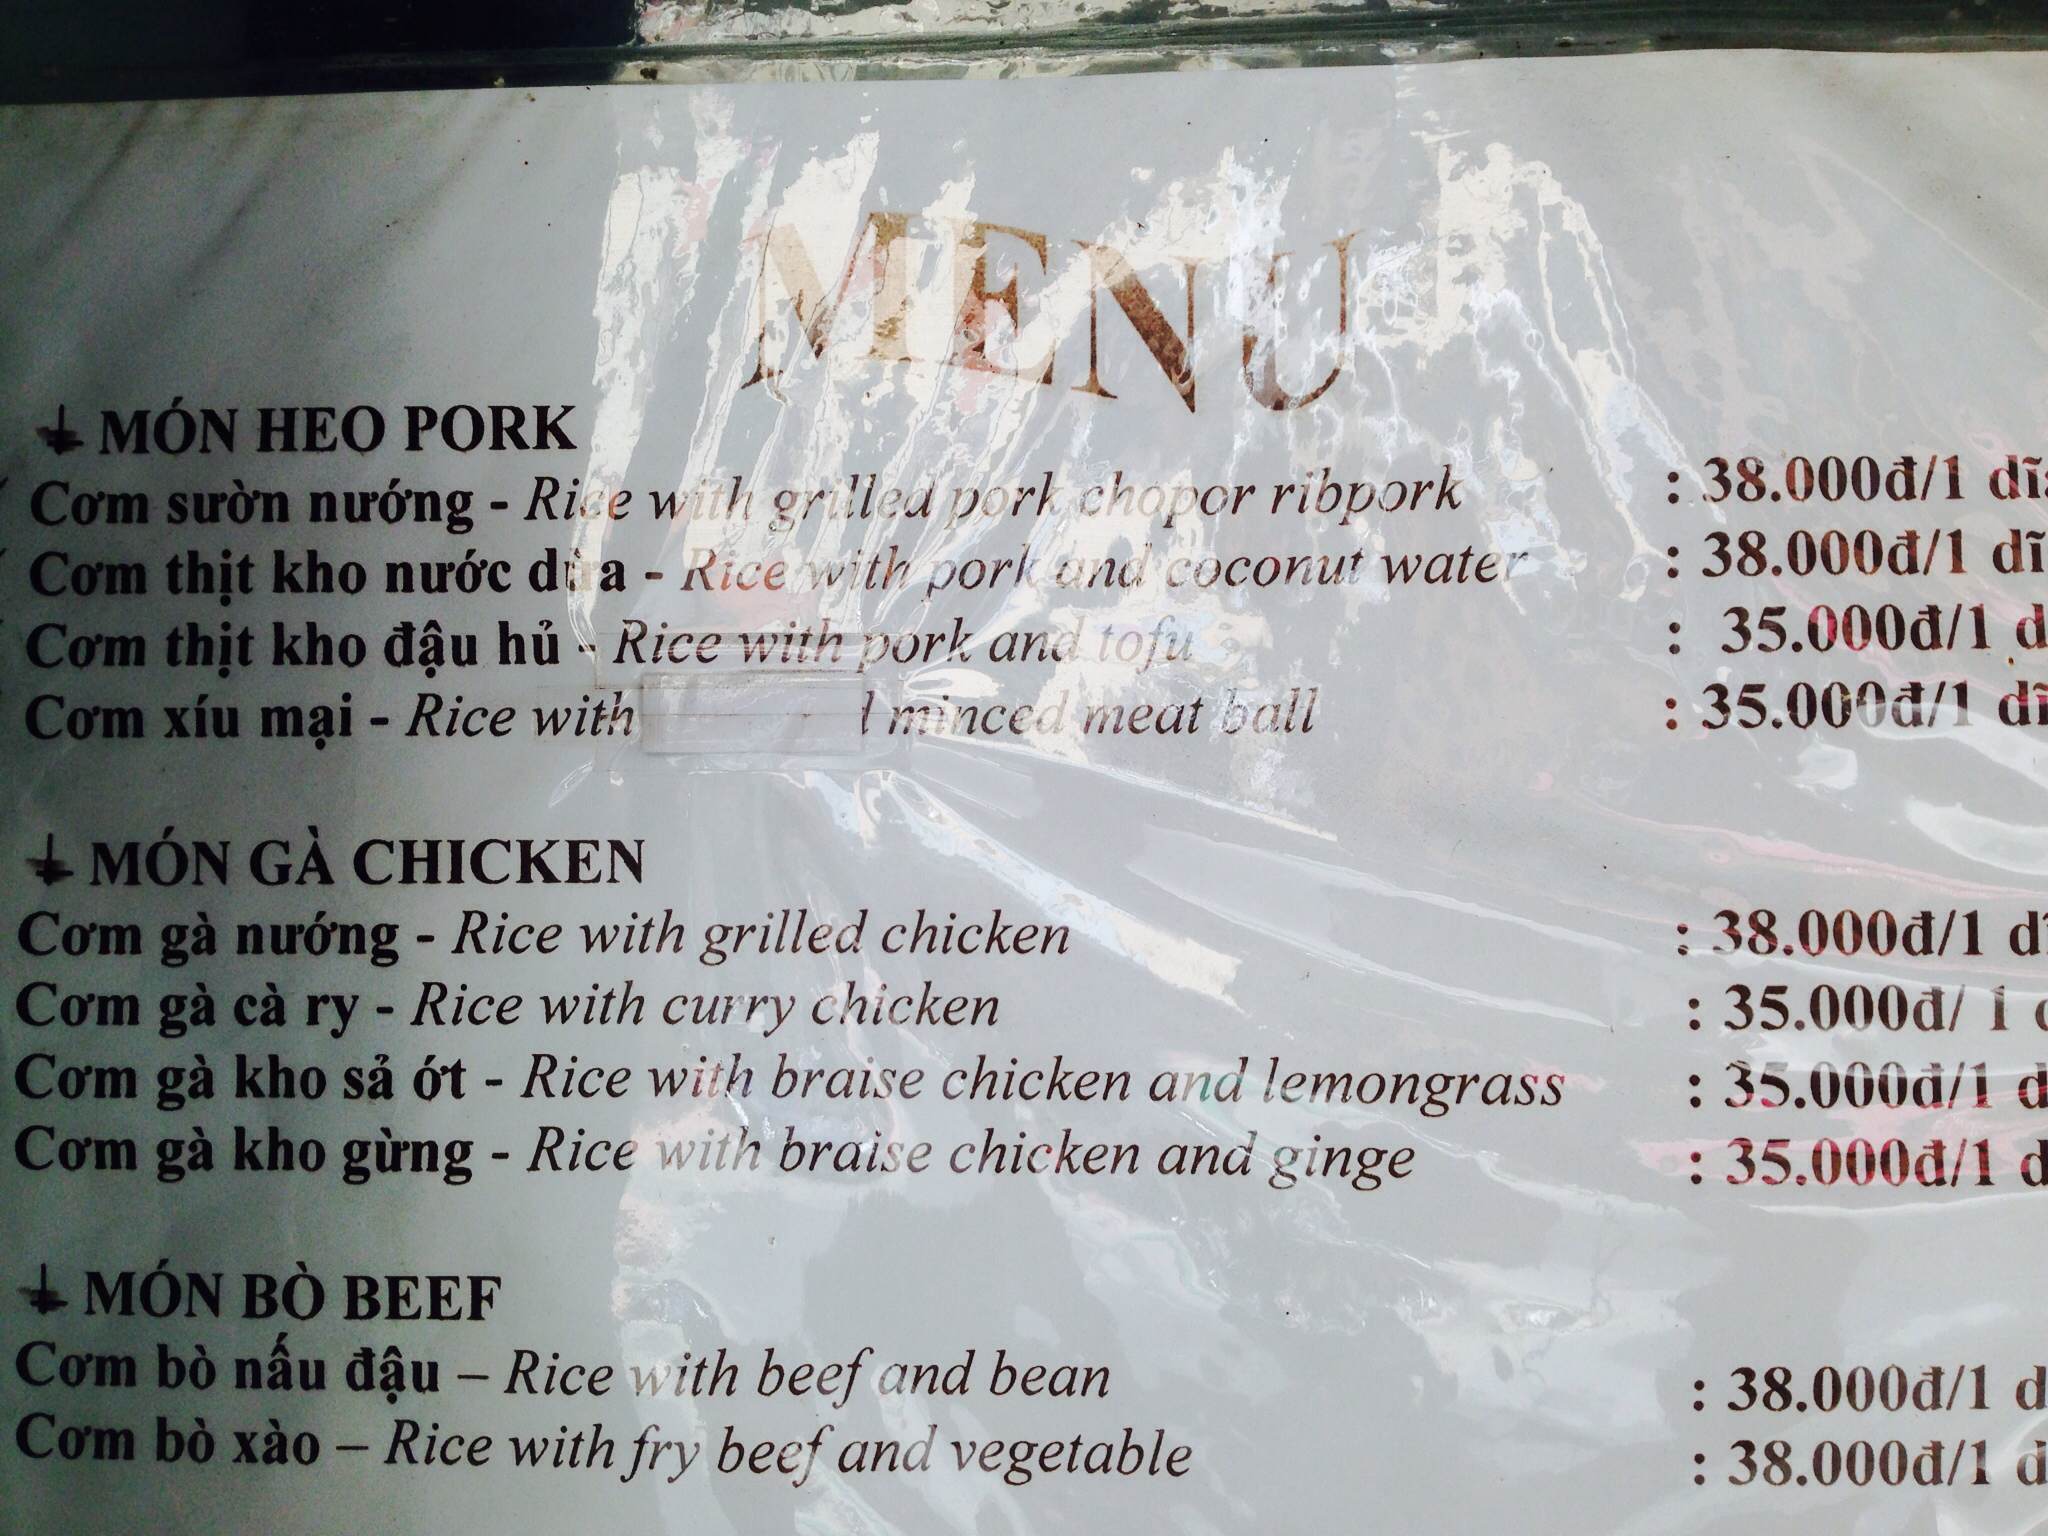 MENU
MÓN HEO PORK
Cơm sườn nướng - Rice with grilled pork chopor ribpork : 38.000đ/1
Cơm thịt kho nước dừa - Rice with pork and coconut water : 38.000đ/1
Cơm thịt kho đậu hủ - Rice with pork and tofu : 35.000đ/1
Cơm xíu mại - Rice with minced meat ball : 35.000đ/1
MÓN GÀ CHICKEN
Cơm gà nướng - Rice with grilled chicken : 38.000đ/1
Cơm gà cà ry - Rice with curry chicken : 35.000đ/ 1
Cơm gà kho sả ớt - Rice with braise chicken and lemongrass : 35.000đ/1
Cơm gà kho gừng - Rice with braise chicken and ginge : 35.000đ/1
MÓN BÒ BEEF
Cơm bò nấu đậu – Rice with beef and bean : 38.000đ/1
Cơm bò xào – Rice with fry beef and vegetable : 38.000đ/1